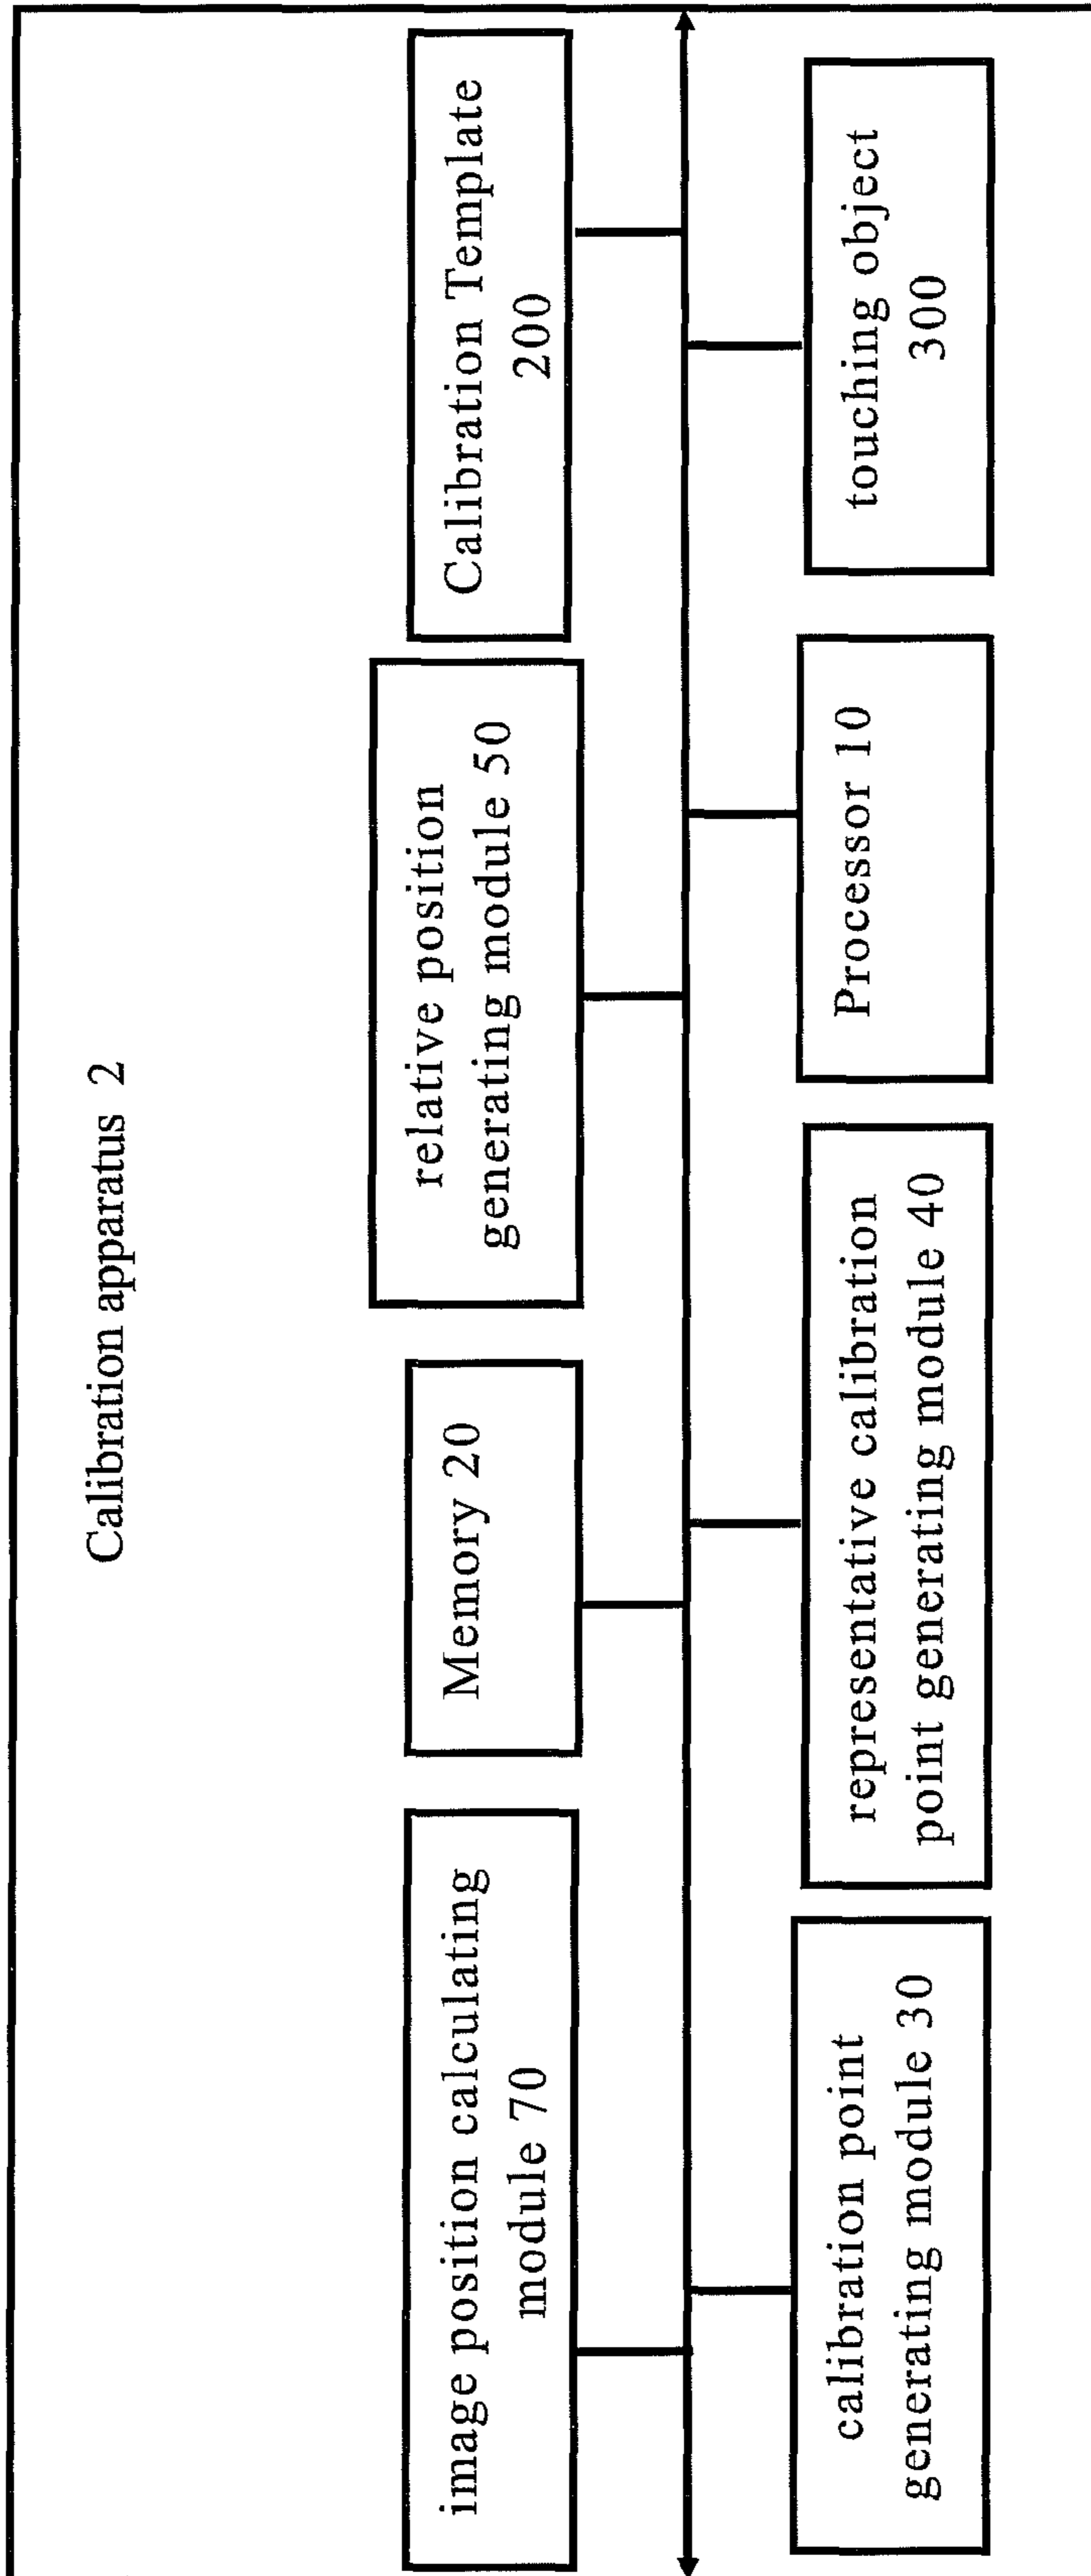 Calibration apparatus 2
image position calculating
module 70
Memory 20
relative position
generating module 50
Calibration Template
200
calibration point
generating module 30
representative calibration
point generating module 40
Processor 10
touching object
300